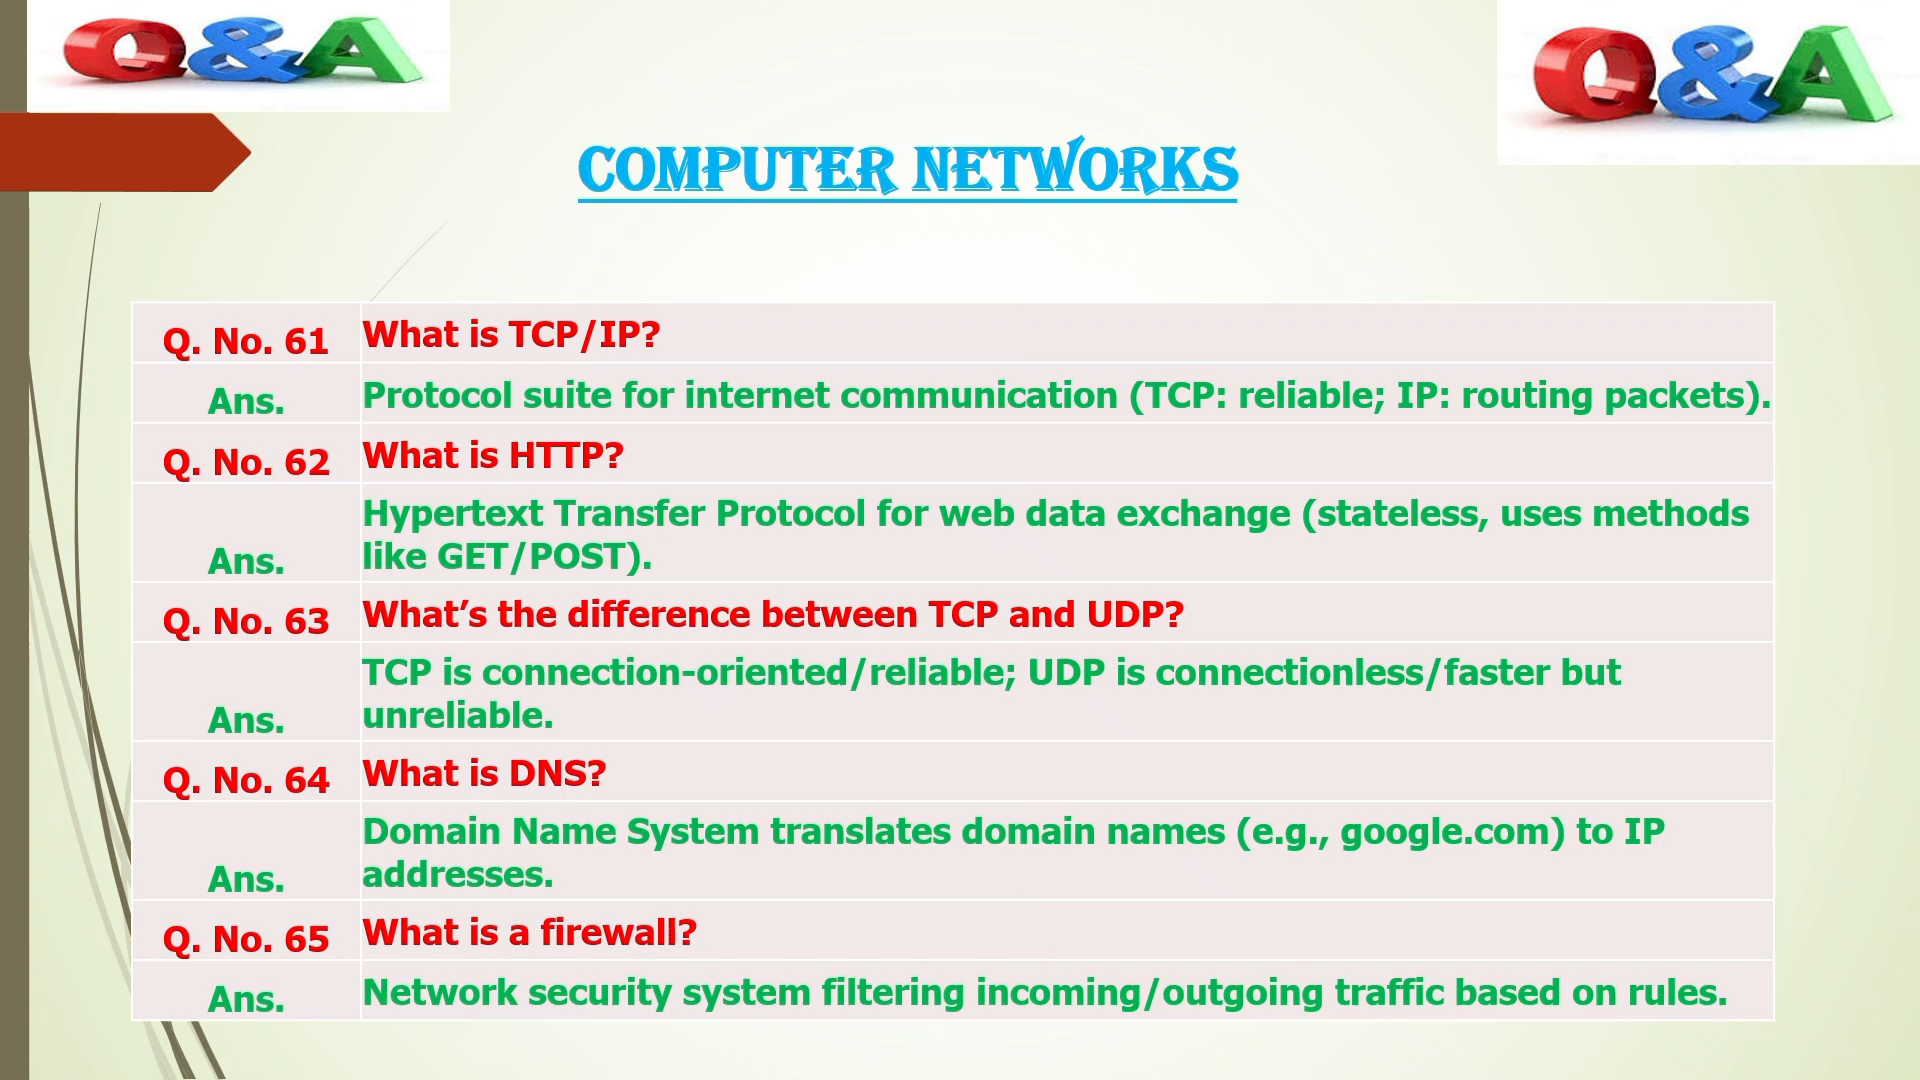 Q&A
Q&A
COMPUTER NETWORKS
Q. No. 61 What is TCP/IP?
Ans. Protocol suite for internet communication (TCP: reliable; IP: routing packets).
Q. No. 62 What is HTTP?
Ans. Hypertext Transfer Protocol for web data exchange (stateless, uses methods
like GET/POST).
Q. No. 63 What’s the difference between TCP and UDP?
Ans. TCP is connection-oriented/reliable; UDP is connectionless/faster but
unreliable.
Q. No. 64 What is DNS?
Ans. Domain Name System translates domain names (e.g., google.com) to IP
addresses.
Q. No. 65 What is a firewall?
Ans. Network security system filtering incoming/outgoing traffic based on rules.